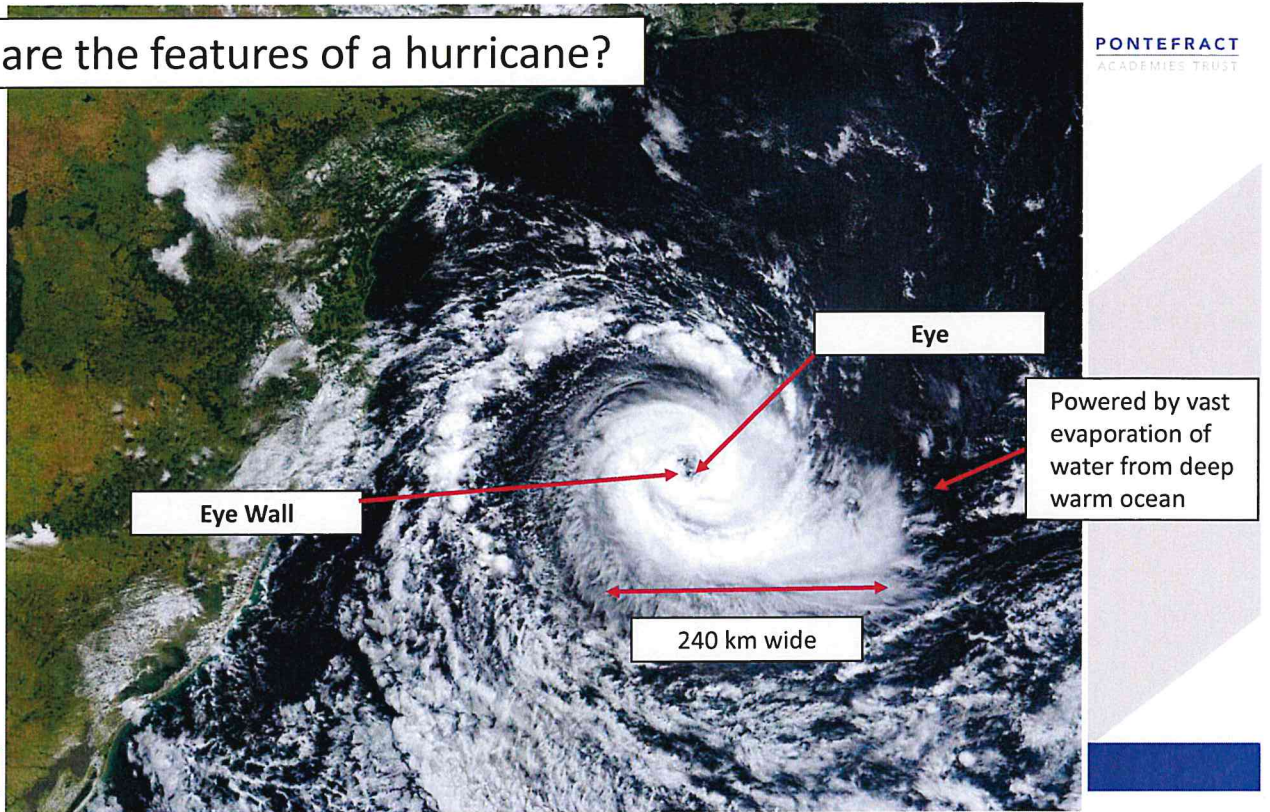 are the features of a hurricane?
PONTEFRACT
ACADEMIES TRUST
Eye
Powered by vast
evaporation of
water from deep
warm ocean
Eye Wall
240 km wide